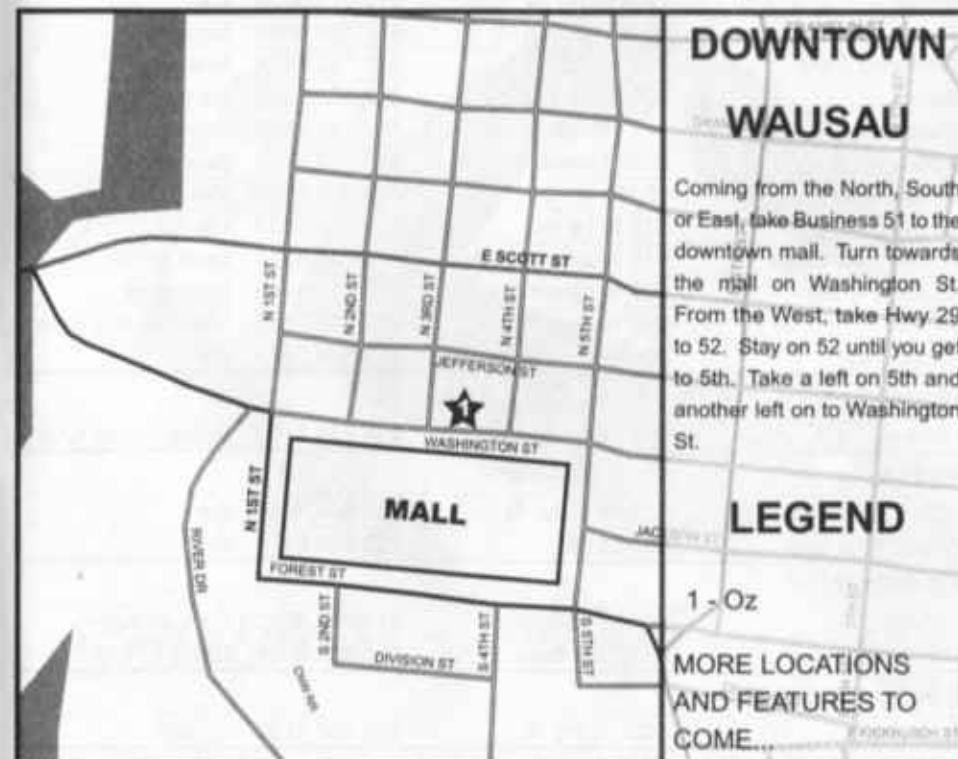 DOWNTOWN
WAUSAU
Coming from the North, South
or East, take Business 51 to the
downtown mall. Turn towards
the mall on Washington St.
From the West, take Hwy 29
to 52. Stay on 52 until you get
to 5th. Take a left on 5th and
another left on to Washington
St.
LEGEND
1 - Oz
MORE LOCATIONS
AND FEATURES TO
COME...
E SCOTT ST
N 1ST ST
N 2ND ST
N 3RD ST
N 4TH ST
N 5TH ST
JEFFERSON ST
1
WASHINGTON ST
MALL
N 1ST ST
FOREST ST
RIVER DR
S 2ND ST
S 4TH ST
S 5TH ST
DIVISION ST